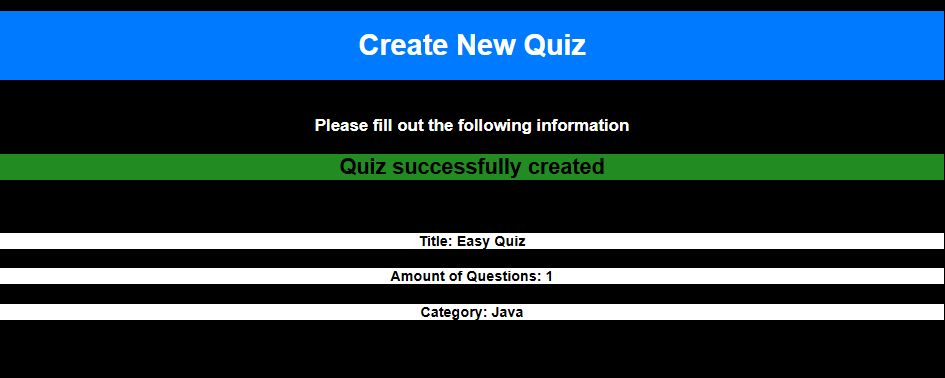 Create New Quiz
Please fill out the following information
Quiz successfully created
Title: Easy Quiz
Amount of Questions: 1
Category: Java